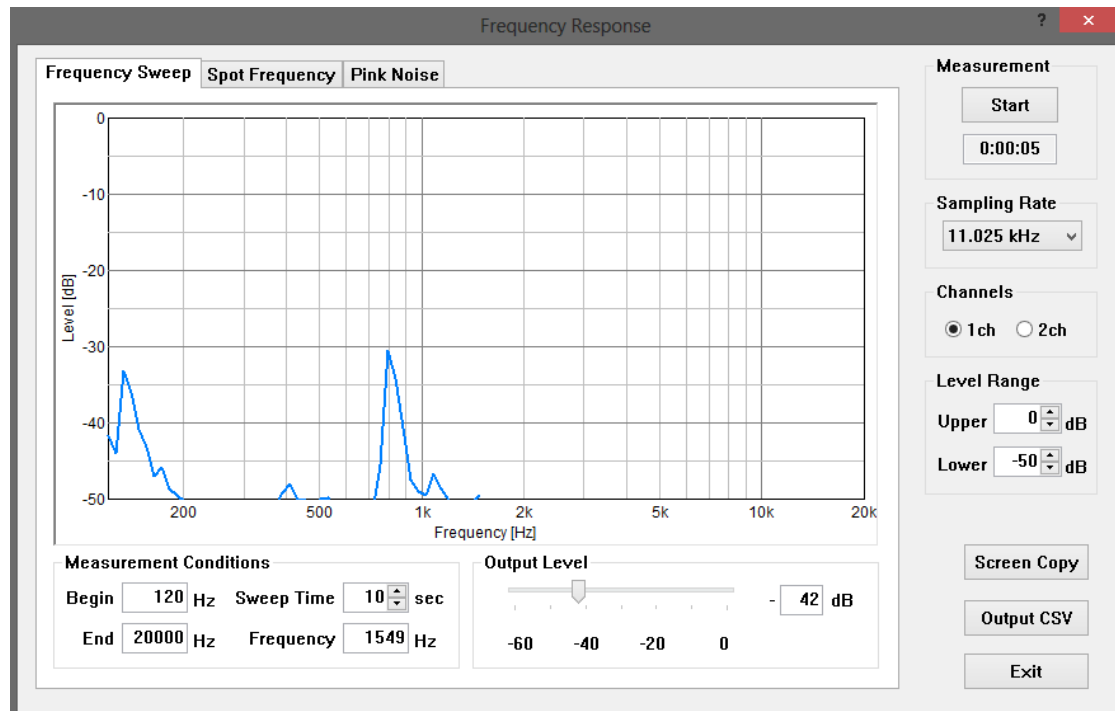 Frequency Response
?
×
Frequency Sweep
Spot Frequency
Pink Noise
0
-10
-20
-30
-40
-50
Level [dB]
200
500
1k
2k
5k
10k
20k
Frequency [Hz]
Measurement Conditions
Begin 120 Hz Sweep Time 10 sec
End 20000 Hz Frequency 1549 Hz
Output Level
- 42 dB
-60 -40 -20 0
Measurement
Start
0:00:05
Sampling Rate
11.025 kHz
Channels
1ch 2ch
Level Range
Upper 0 dB
Lower -50 dB
Screen Copy
Output CSV
Exit